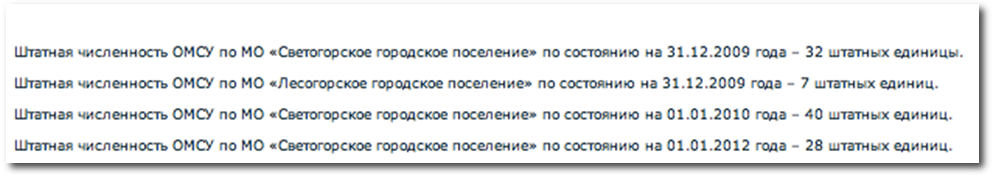 Штатная численность ОМСУ по МО «Светогорское городское поселение» по состоянию на 31.12.2009 года – 32 штатных единицы.
Штатная численность ОМСУ по МО «Лесогорское городское поселение» по состоянию на 31.12.2009 года – 7 штатных единиц.
Штатная численность ОМСУ по МО «Светогорское городское поселение» по состоянию на 01.01.2010 года – 40 штатных единиц.
Штатная численность ОМСУ по МО «Светогорское городское поселение» по состоянию на 01.01.2012 года – 28 штатных единиц.